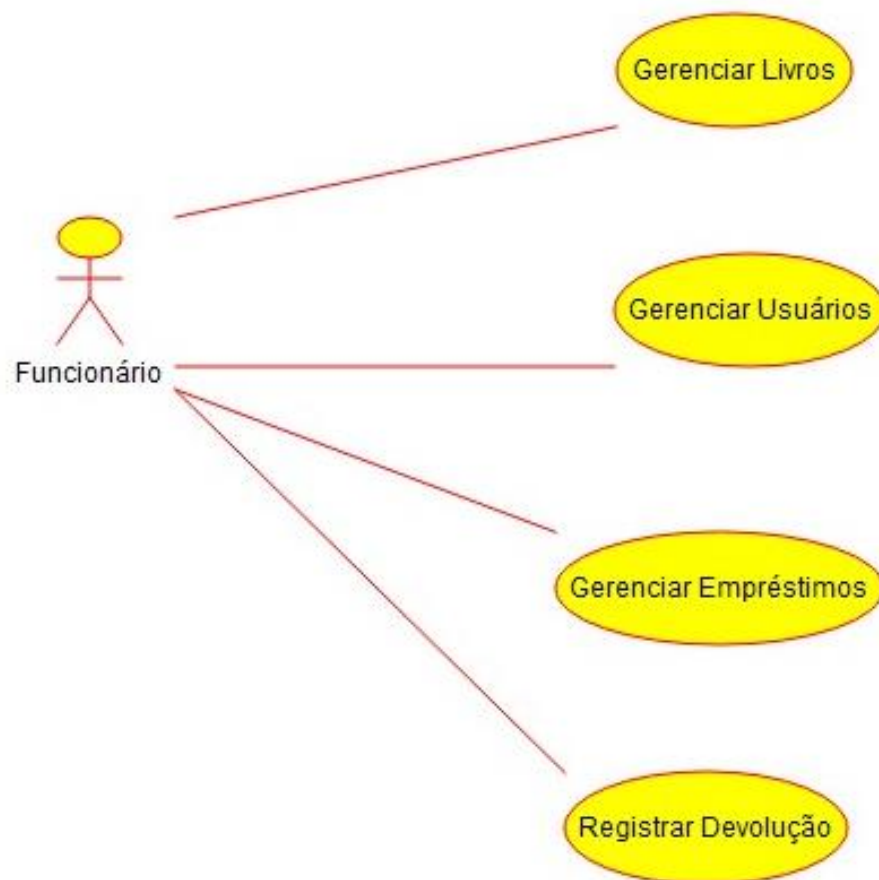 Gerenciar Livros
Gerenciar Usuários
Funcionário
Gerenciar Empréstimos
Registrar Devolução